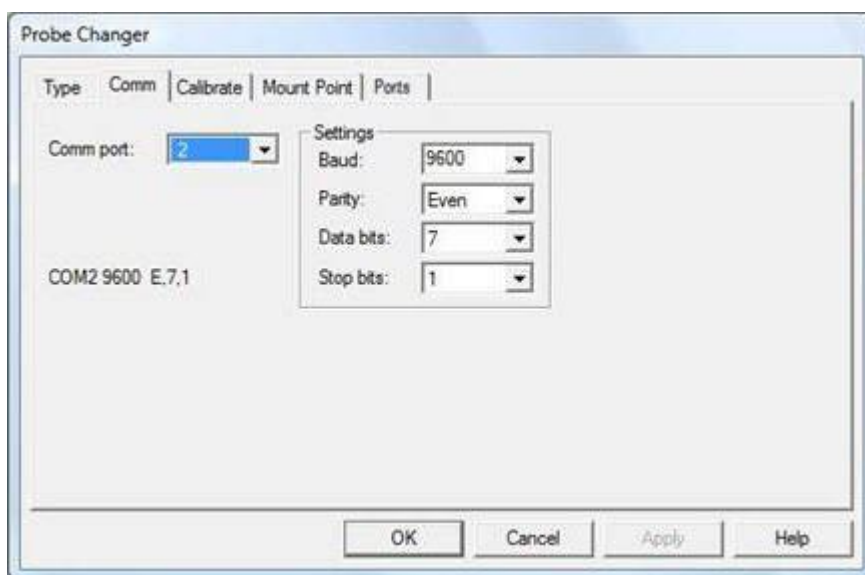 Probe Changer
Type Comm Calibrate Mount Point Ports
Comm port: 2
Settings
Baud: 9600
Parity: Even
Data bits: 7
Stop bits: 1
COM2 9600 E,7,1
OK Cancel Apply Help